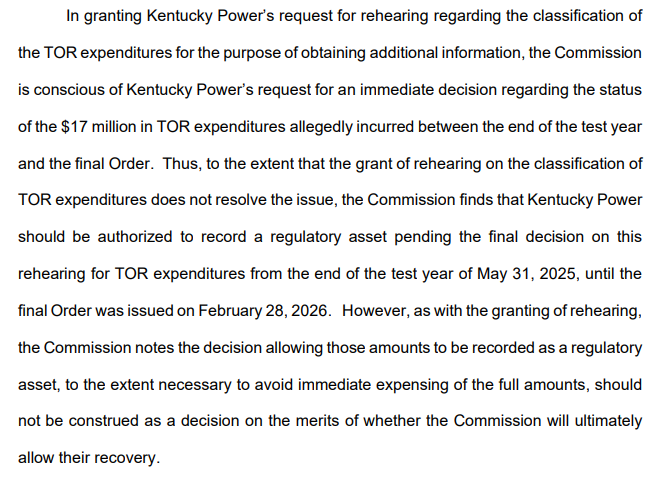 In granting Kentucky Power’s request for rehearing regarding the classification of
the TOR expenditures for the purpose of obtaining additional information, the Commission
is conscious of Kentucky Power’s request for an immediate decision regarding the status
of the $17 million in TOR expenditures allegedly incurred between the end of the test year
and the final Order.  Thus, to the extent that the grant of rehearing on the classification of
TOR expenditures does not resolve the issue, the Commission finds that Kentucky Power
should be authorized to record a regulatory asset pending the final decision on this
rehearing for TOR expenditures from the end of the test year of May 31, 2025, until the
final Order was issued on February 28, 2026.  However, as with the granting of rehearing,
the Commission notes the decision allowing those amounts to be recorded as a regulatory
asset, to the extent necessary to avoid immediate expensing of the full amounts, should
not be construed as a decision on the merits of whether the Commission will ultimately
allow their recovery.